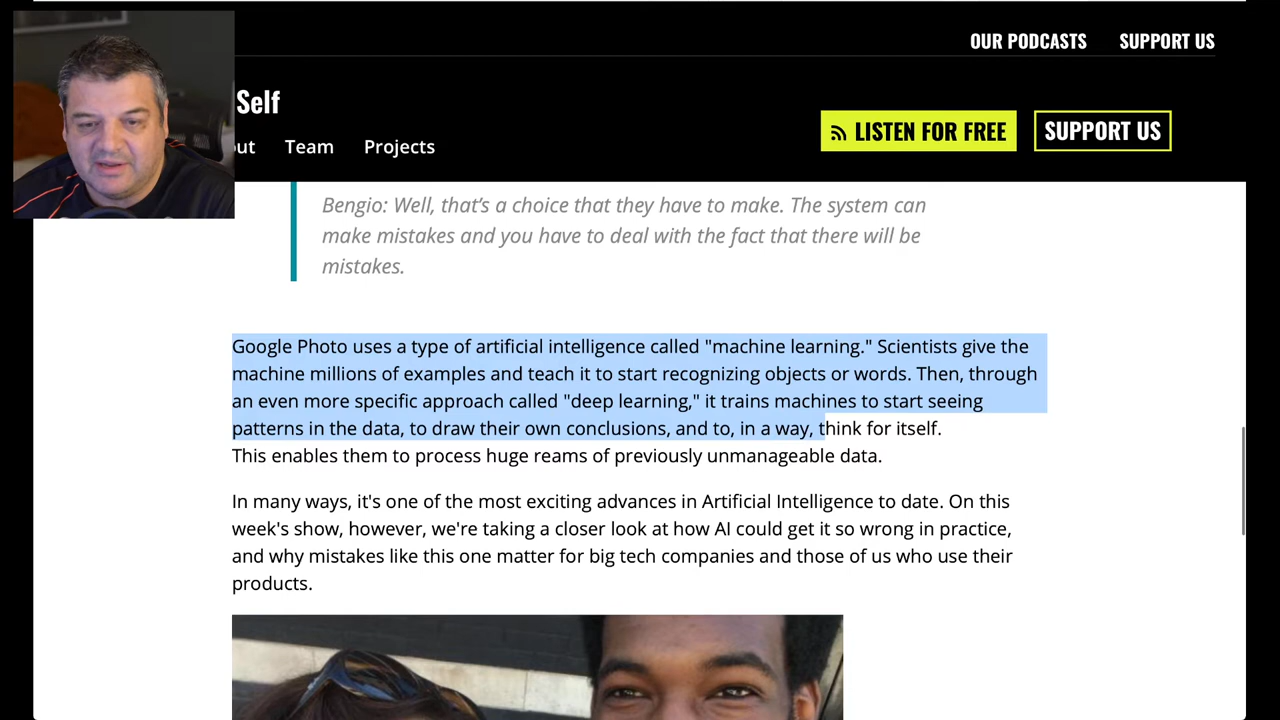 OUR PODCASTS SUPPORT US
Self
out Team Projects
LISTEN FOR FREE SUPPORT US
Bengio: Well, that's a choice that they have to make. The system can
make mistakes and you have to deal with the fact that there will be
mistakes.
Google Photo uses a type of artificial intelligence called "machine learning." Scientists give the
machine millions of examples and teach it to start recognizing objects or words. Then, through
an even more specific approach called "deep learning," it trains machines to start seeing
patterns in the data, to draw their own conclusions, and to, in a way, think for itself.
This enables them to process huge reams of previously unmanageable data.
In many ways, it's one of the most exciting advances in Artificial Intelligence to date. On this
week's show, however, we're taking a closer look at how AI could get it so wrong in practice,
and why mistakes like this one matter for big tech companies and those of us who use their
products.